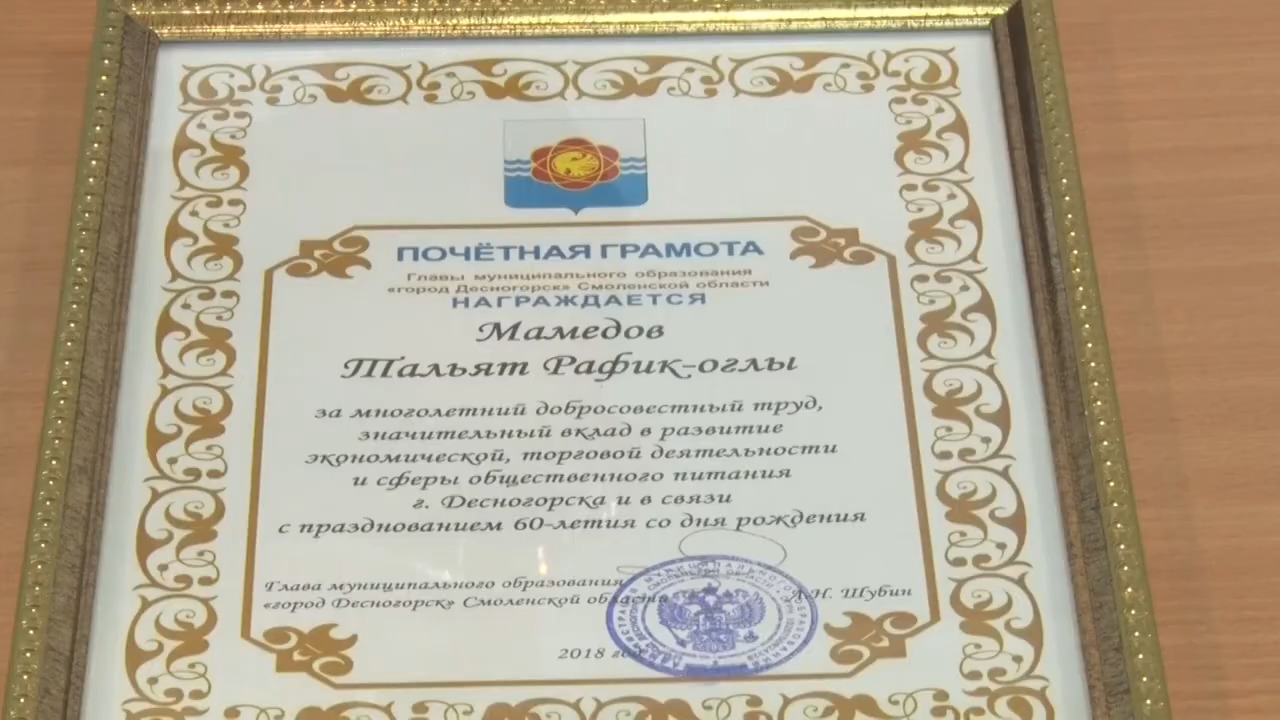 ПОЧЁТНАЯ ГРАМОТА
Главы муниципального образования
«город Десногорск» Смоленской области
НАГРАЖДАЕТСЯ
Мамедов
Тальят Рафик-оглы
за многолетний добросовестный труд,
значительный вклад в развитие
экономической, торговой деятельности
и сферы общественного питания
г. Десногорска и в связи
с празднованием 60-летия со дня рождения
Глава муниципального образования
«город Десногорск» Смоленской области
А.Н. Шубин
2018 год